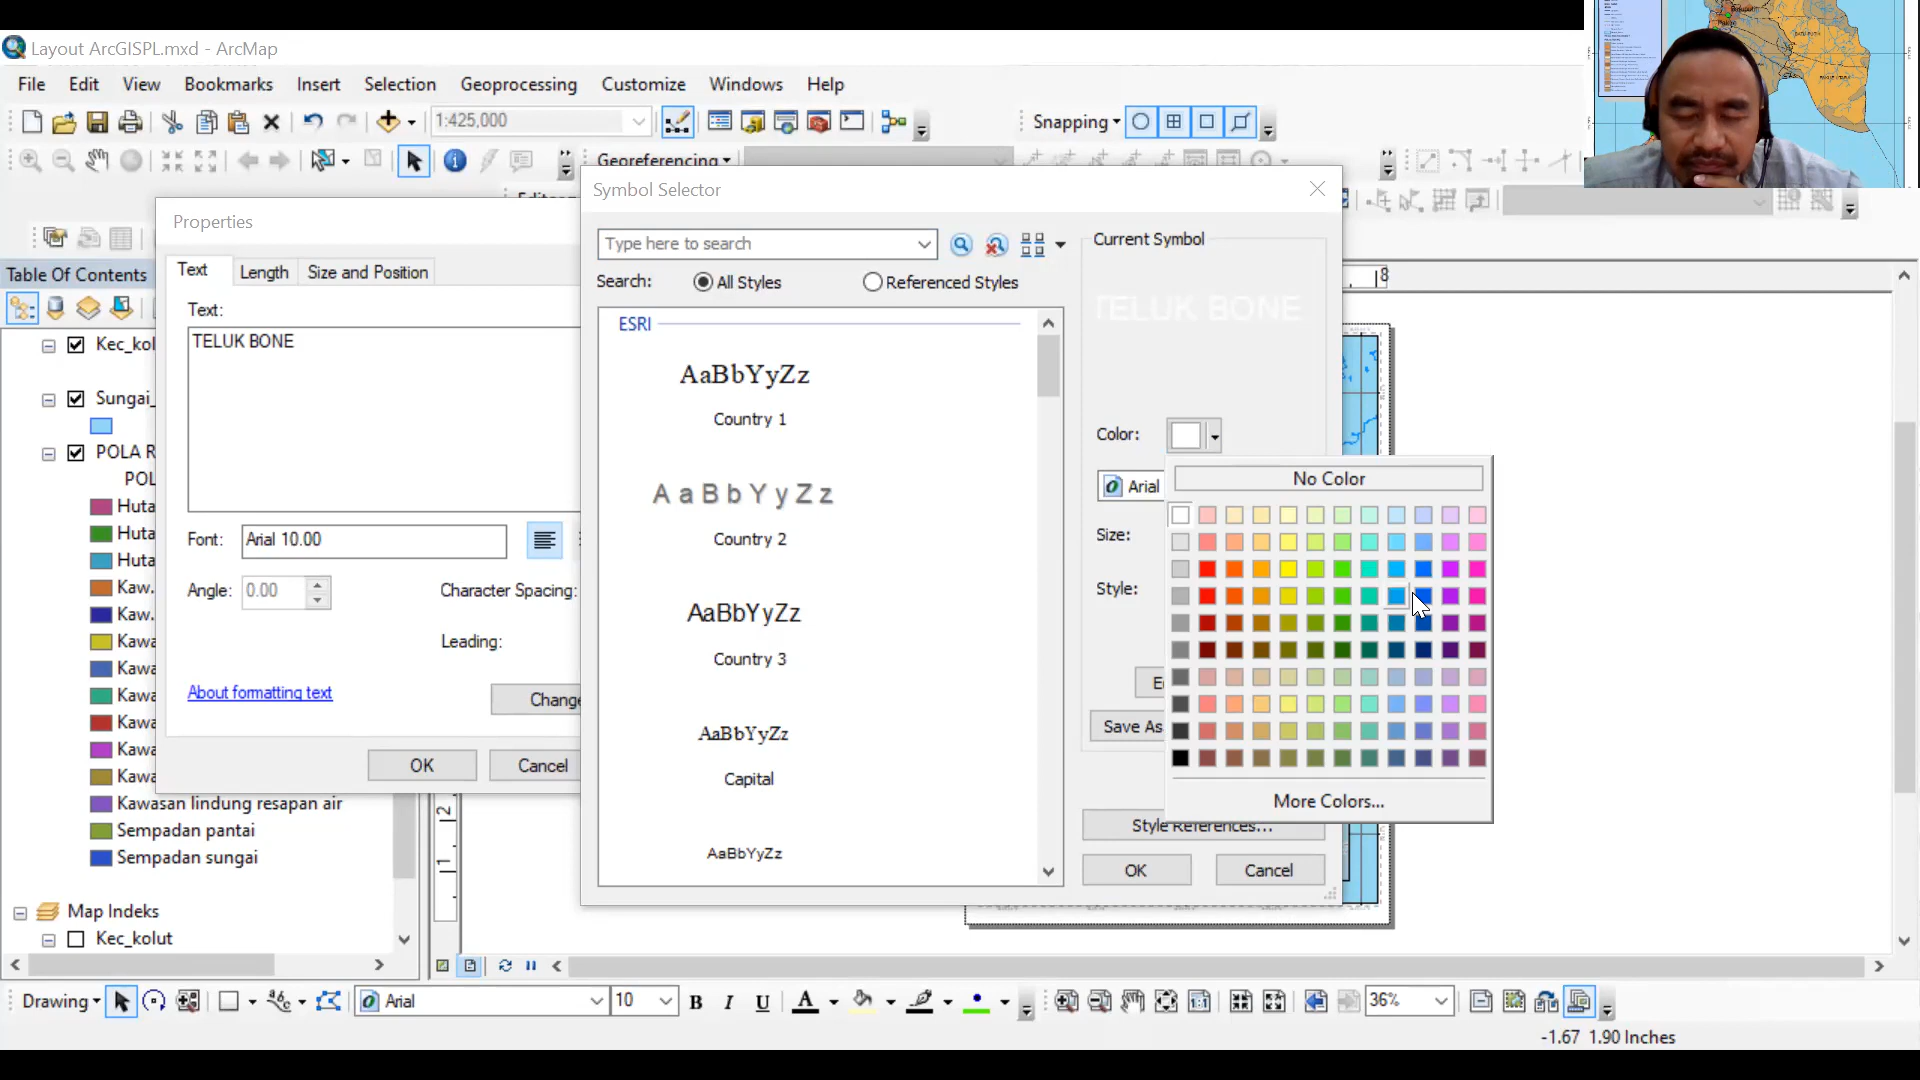 Layout ArcGISPL.mxd - ArcMap
File Edit View Bookmarks Insert Selection Geoprocessing Customize Windows Help
1:425,000
Snapping
Georeferencing
Properties
Text Length Size and Position
Text:
TELUK BONE
Font: Arial 10.00
Angle: 0.00
Character Spacing:
Leading:
About formatting text
Change
OK Cancel
Symbol Selector
Type here to search
Search: All Styles Referenced Styles
ESRI
AaBbYyZz
Country 1
AaBbYyZz
Country 2
AaBbYyZz
Country 3
AaBbYyZz
Capital
AaBbYyZz
Current Symbol
TELUK BONE
Color:
Arial
Size:
Style:
Save As
Style References...
OK Cancel
No Color
More Colors...
Table Of Contents
Kec_kol
Sungai_
POLA R
POL
Huta
Huta
Huta
Kaw.
Kaw.
Kawa
Kawa
Kawa
Kawa
Kawa
Kawa
Kawasan lindung resapan air
Sempadan pantai
Sempadan sungai
Map Indeks
Kec_kolut
8
2
1
Drawing Arial 10 B I U A 1:1 36%
-1.67 1.90 Inches